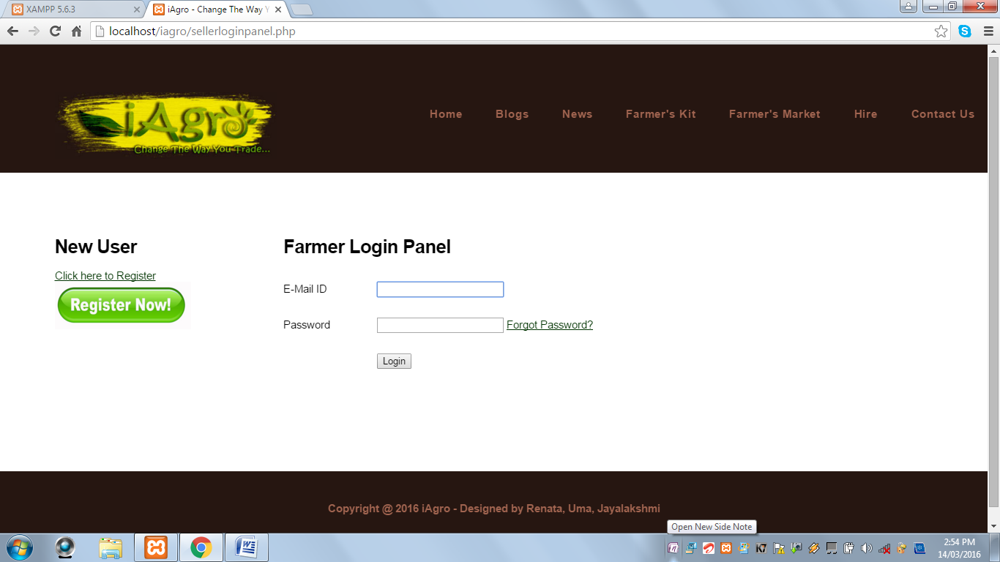 XAMPP 5.6.3
iAgro - Change The Way Y
localhost/iagro/sellerloginpanel.php
iAgro
Change The Way You Trade...
Home Blogs News Farmer's Kit Farmer's Market Hire Contact Us
New User
Click here to Register
Register Now!
Farmer Login Panel
E-Mail ID
Password Forgot Password?
Login
Copyright @ 2016 iAgro - Designed by Renata, Uma, Jayalakshmi
Open New Side Note
K7
2:54 PM
14/03/2016